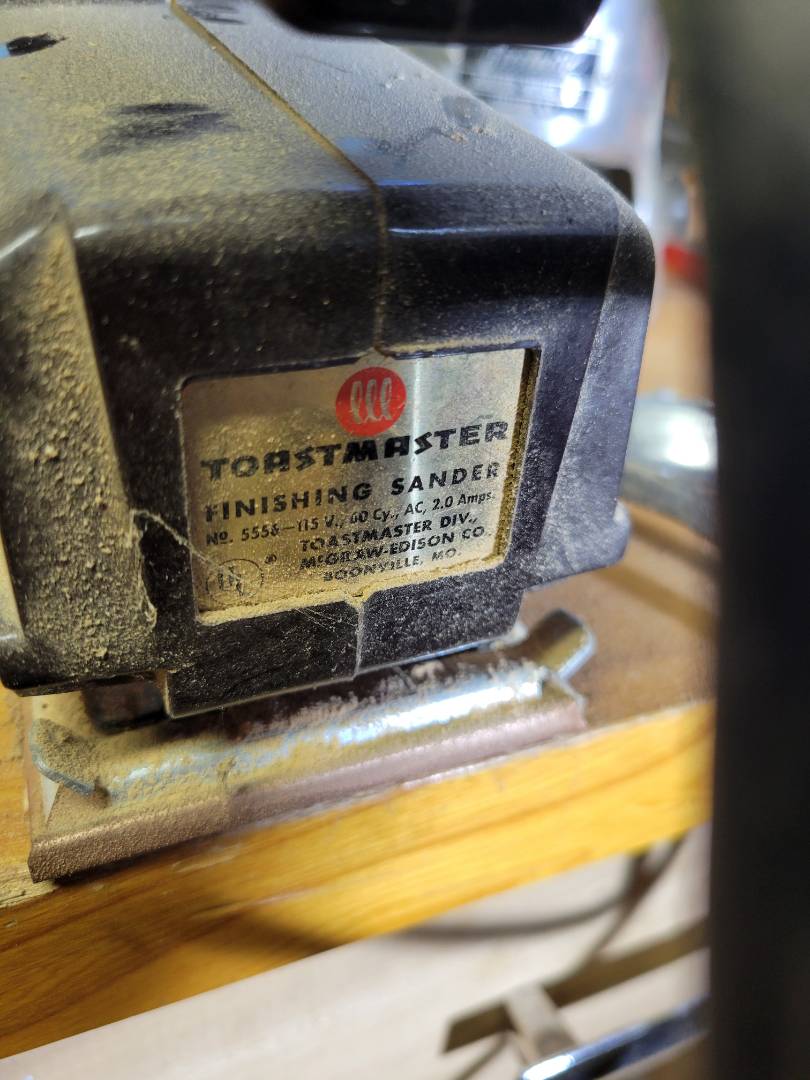 TOASTMASTER
FINISHING SANDER
No. 5556—115 V., 60 Cy., AC, 2.0 Amps.
TOASTMASTER DIV.,
McGRAW-EDISON CO.
BOONVILLE, MO.
UL ®